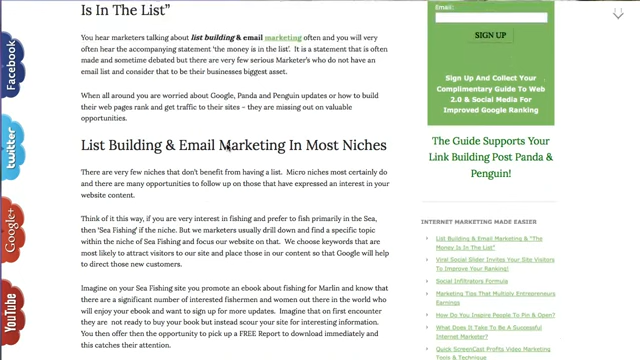 Is In The List”
You hear marketers talking about list building & email marketing often and you will very
often hear the accompanying statement ‘the money is in the list’. It is a statement that is often
made and sometime debated but there are very few serious Marketer’s who do not have an
email list and consider that to be their businesses biggest asset.
When all around you are worried about Google, Panda and Penguin updates or how to build
their web pages rank and get traffic to their sites – they are missing out on valuable
opportunities.
List Building & Email Marketing In Most Niches
There are very few niches that don’t benefit from having a list. Micro niches most certainly do
and there are many opportunities to follow up on those that have expressed an interest in your
website content.
Think of it this way, if you are very interest in fishing and prefer to fish primarily in the Sea,
then ‘Sea Fishing’ if the niche. But we marketers usually drill down and find a specific topic
within the niche of Sea Fishing and focus our website on that. We choose keywords that are
most likely to attract visitors to our site and place those in our content so that Google will help
to direct those new customers.
Imagine on your Sea Fishing site you promote an ebook about fishing for Marlin and know that
there are a significant number of interested fishermen and women out there in the world who
will enjoy your ebook and want to sign up for more updates. Imagine that on first encounter
they are not ready to buy your book but instead scour your site for interesting information.
You then offer then the opportunity to pick up a FREE Report to download immediately and
this catches their attention.
Facebook
twitter
Google+
YouTube
Email:
SIGN UP
Sign Up And Collect Your
Complimentary Guide To Web
2.0 & Social Media For
Improved Google Ranking
The Guide Supports Your
Link Building Post Panda &
Penguin!
INTERNET MARKETING MADE EASIER
List Building & Email Marketing & “The
Money Is In The List”
Viral Social Slider Invites Your Site Visitors
To Improve Your Ranking!
Social Infiltrators Formula
Marketing Tips That Multiply Entrepreneurs
Earnings
How Do You Inspire People To Pin & Open?
What Does It Take To Be A Successful
Internet Marketer?
Quick ScreenCast Profits Video Marketing
Tools & Technique